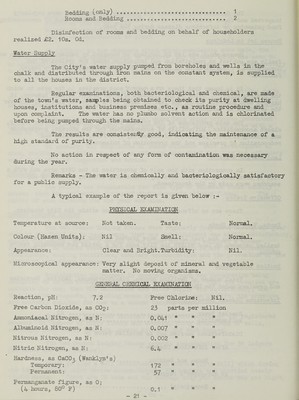 Bedding (only) ........................... 1
Rooms and Bedding ........................... 2
Disinfection of rooms and bedding on behalf of householders
realised £2. 10s. 0d.
Water Supply
The City's water supply pumped from boreholes and wells in the
chalk and distributed through iron mains on the constant system, is supplied
to all the houses in the district.
Regular examinations, both bacteriological and chemical, are made
of the town's water, samples being obtained to check its purity at dwelling
houses, institutions and business premises etc., as routine procedure and
upon complaint. The water has no plumbo solvent action and is chlorinated
before being pumped through the mains.
The results are consistently good, indicating the maintenance of a
high standard of purity.
No action in respect of any form of contamination was necessary
during the year.
Remarks - The water is chemically and bacteriologically satisfactory
for a public supply.
A typical example of the report is given below :-
PHYSICAL EXAMINATION
Temperature at source: Not taken. Taste: Normal.
Colour (Hazen Units): Nil Smell: Normal.
Appearance: Clear and Bright. Turbidity: Nil.
Microscopical appearance: Very slight deposit of mineral and vegetable
matter. No moving organisms.
GENERAL CHEMICAL EXAMINATION
Reaction, pH: 7.2 Free Chlorine: Nil.
Free Carbon Dioxide, as CO2: 23 parts per million
Ammoniacal Nitrogen, as N: 0.041 " " "
Albuminoid Nitrogen, as N: 0.007 " " "
Nitrous Nitrogen, as N: 0.002 " " "
Nitric Nitrogen, as N: 6.4 " " "
Hardness, as CaCO3 (Wanklyn's)
Temporary: 172 " " "
Permanent: 57 " " "
Permanganate Figure, as O;
(4 hours, 80° F) 0.1 " " "
- 21 -